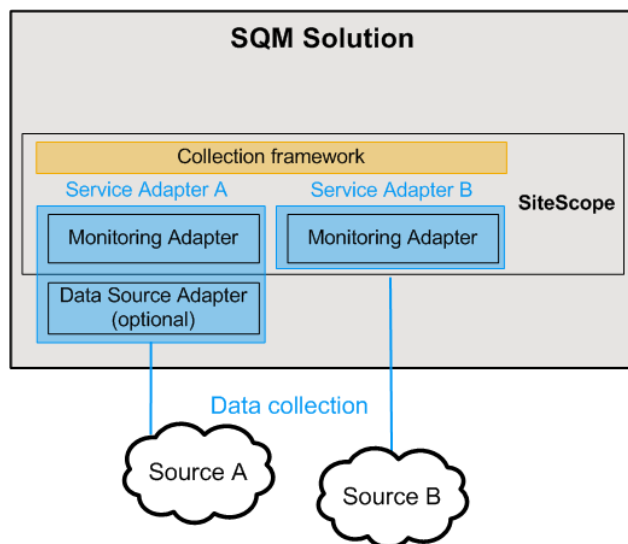 SQM Solution
Collection framework
Service Adapter A
Service Adapter B
SiteScope
Monitoring Adapter
Monitoring Adapter
Data Source Adapter
(optional)
Data collection
Source A
Source B